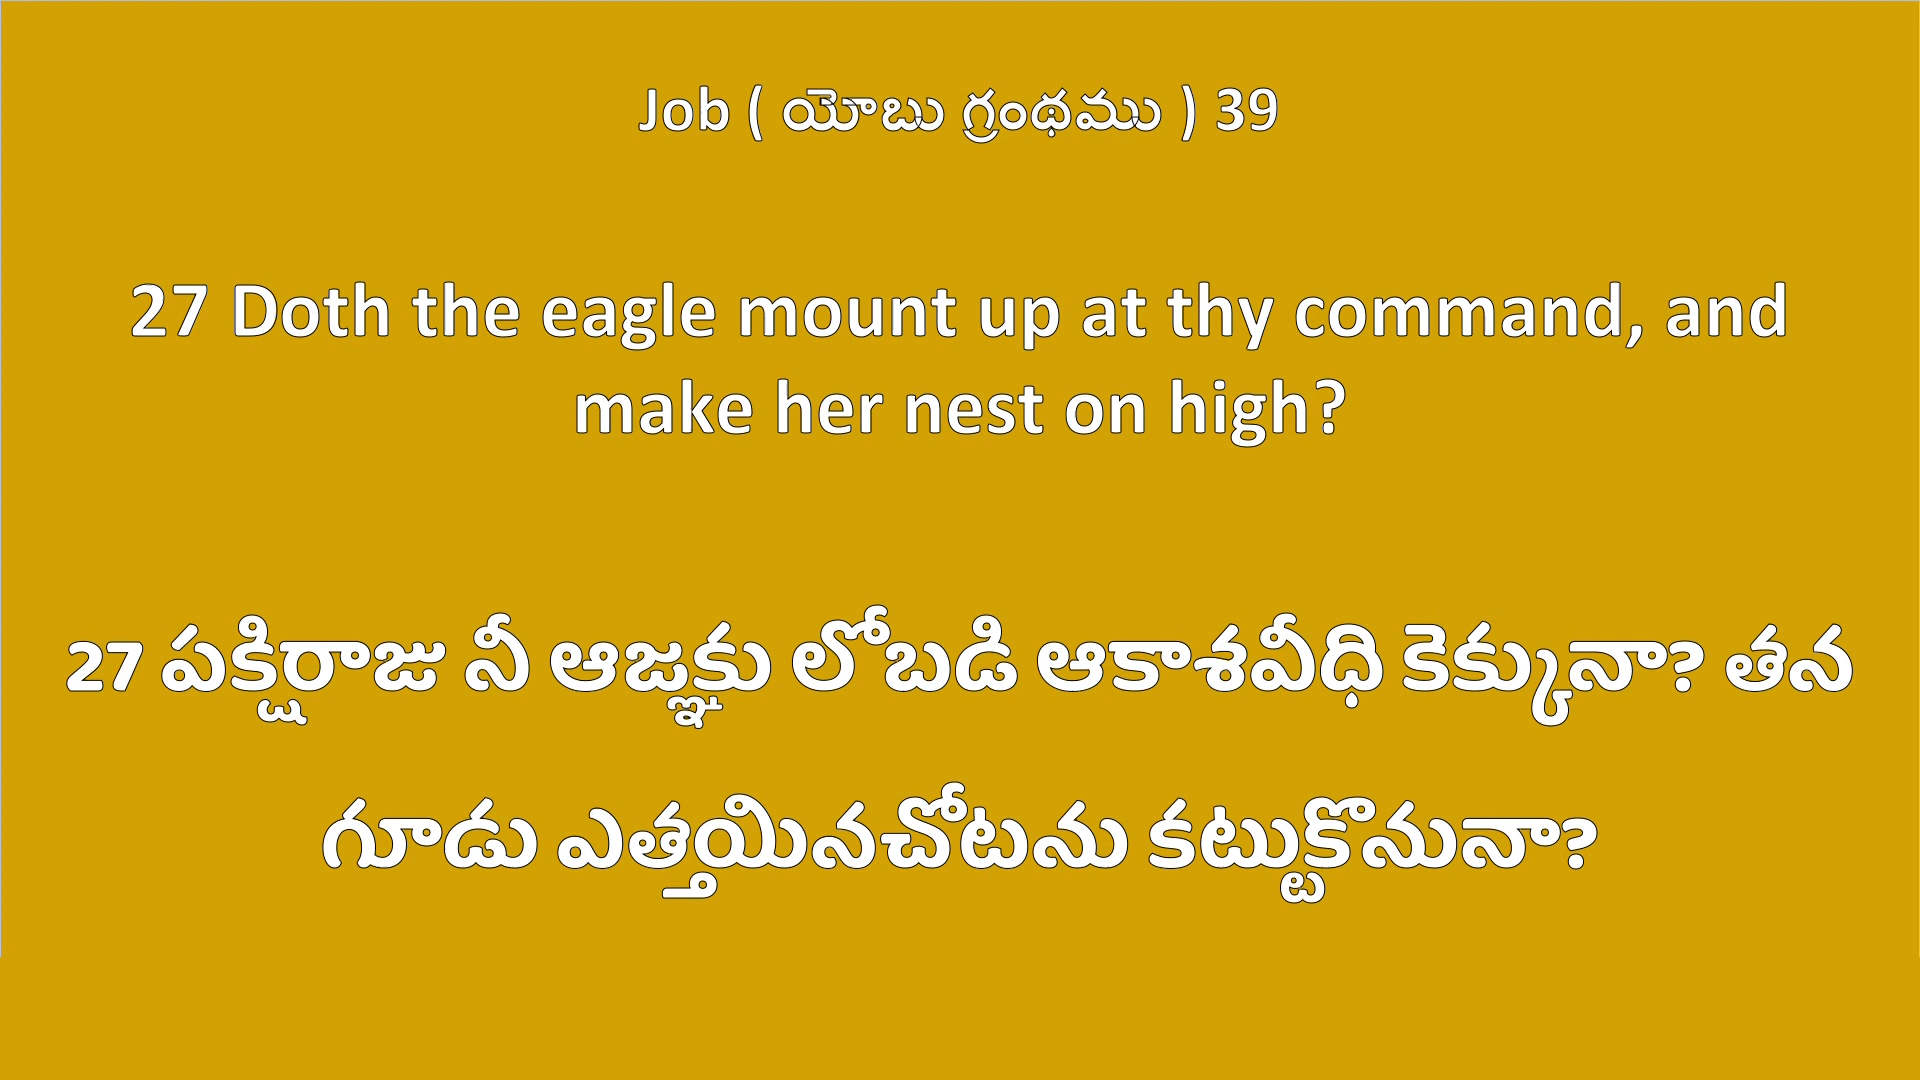 Job ( యోబు గ్రంథము ) 39
27 Doth the eagle mount up at thy command, and
make her nest on high?
27 పక్షిరాజు నీ ఆజ్ఞకు లోబడి ఆకాశవీధి కెక్కునా? తన
గూడు ఎత్తయినచోటను కట్టుకొనునా?